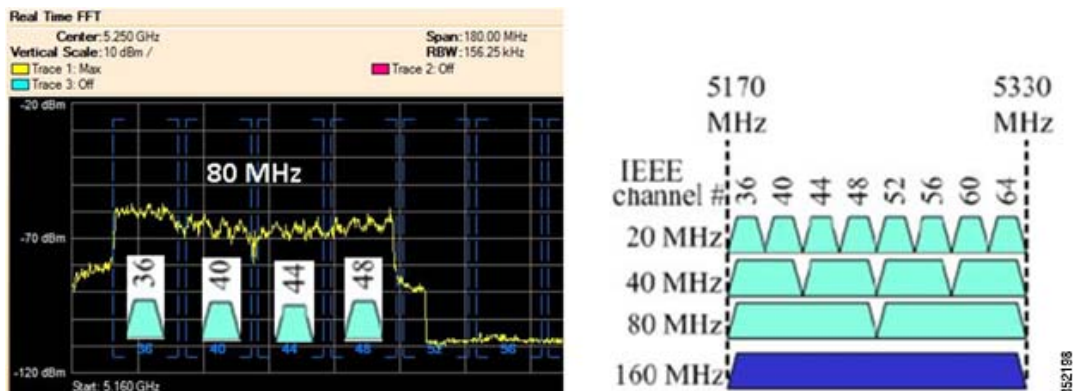 Real Time FFT
Center: 5.250 GHz
Span: 180.00 MHz
Vertical Scale: 10 dBm /
RBW: 156.25 kHz
Trace 1: Max
Trace 2: Off
Trace 3: Off
-20 dBm
80 MHz
-70 dBm
36
40
44
48
36
40
44
48
52
56
-120 dBm
Start: 5.160 GHz
5170
MHz
5330
MHz
IEEE
channel #
36
40
44
48
52
56
60
64
20 MHz
40 MHz
80 MHz
160 MHz
352198